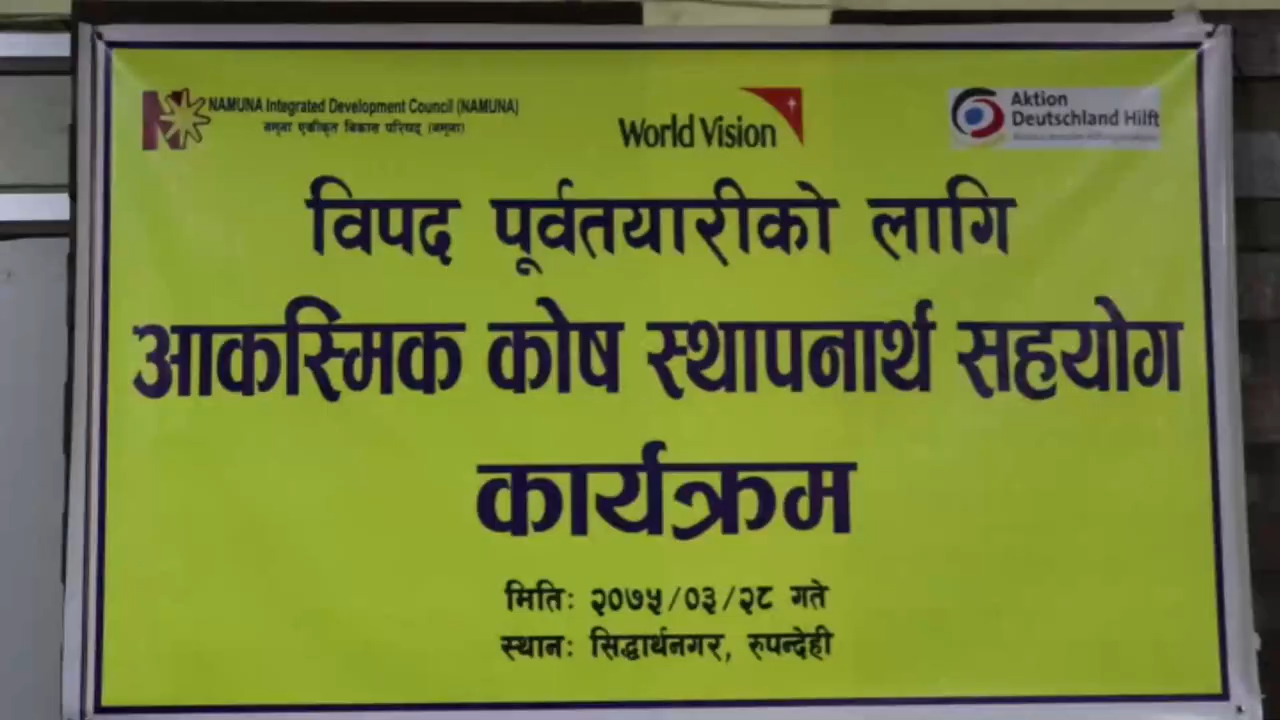 NAMUNA Integrated Development Council (NAMUNA)
नमूना एकीकृत विकास परिषद् (नमूना)
World Vision
Aktion
Deutschland Hilft
विपद पूर्वतयारीको लागि
आकस्मिक कोष स्थापनार्थ सहयोग
कार्यक्रम
मितिः २०७५/०३/२८ गते
स्थानः सिद्धार्थनगर, रुपन्देही